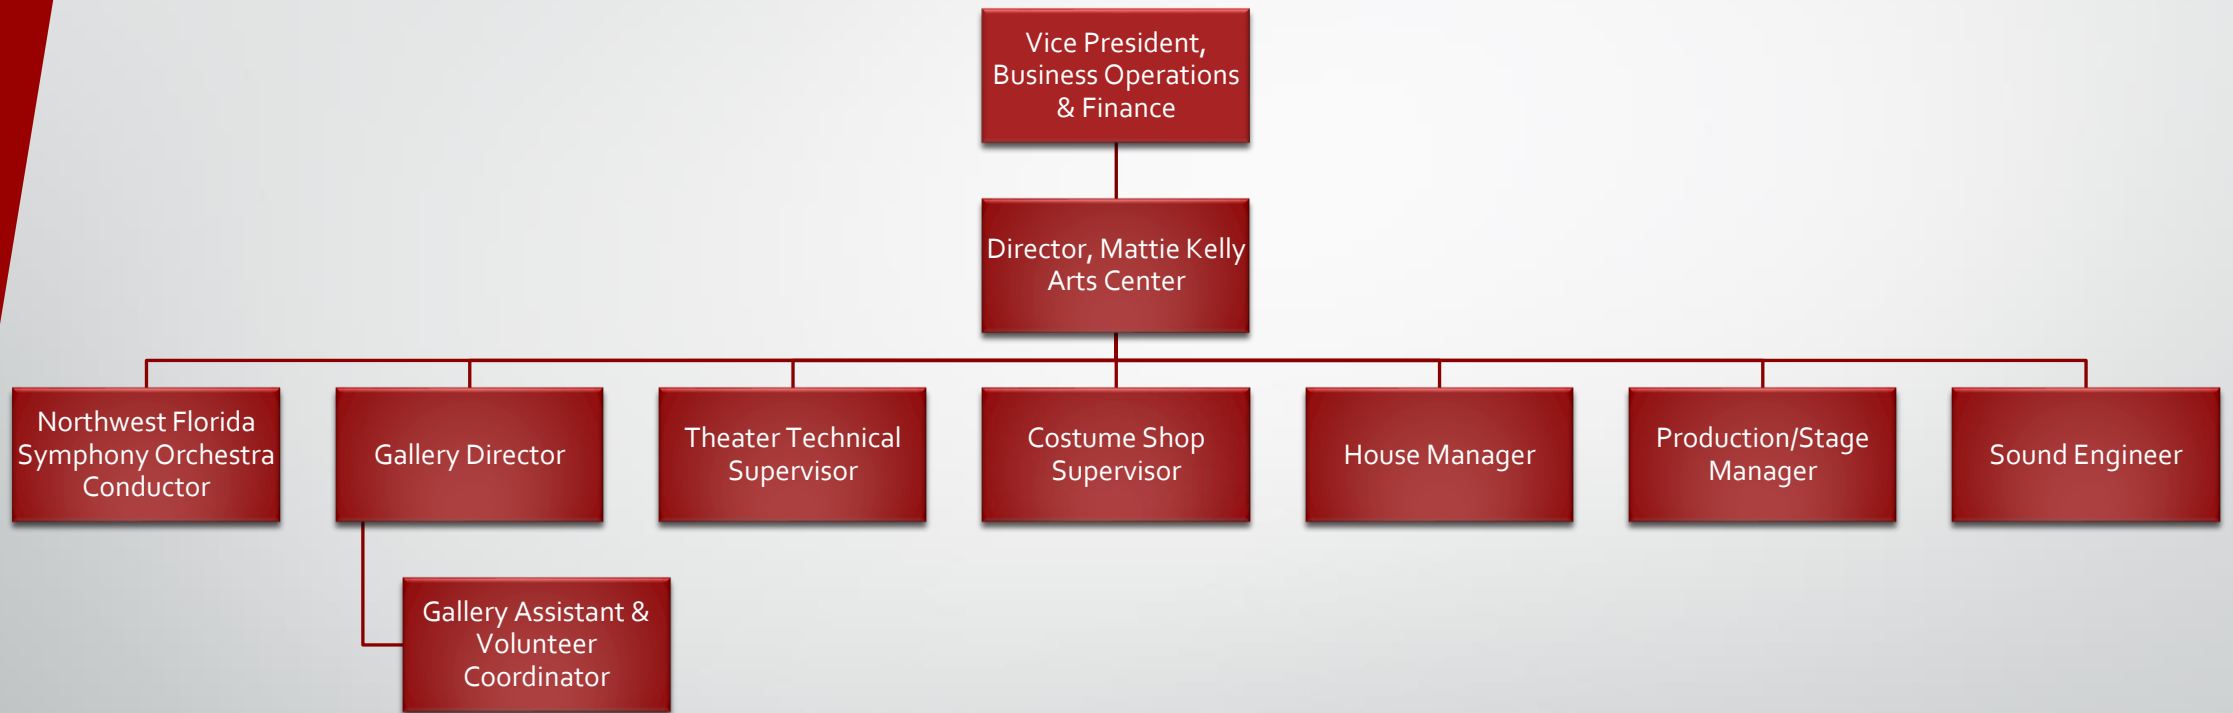 Vice President,
Business Operations
& Finance
Director, Mattie Kelly
Arts Center
Northwest Florida
Symphony Orchestra
Conductor
Gallery Director
Theater Technical
Supervisor
Costume Shop
Supervisor
House Manager
Production/Stage
Manager
Sound Engineer
Gallery Assistant &
Volunteer
Coordinator